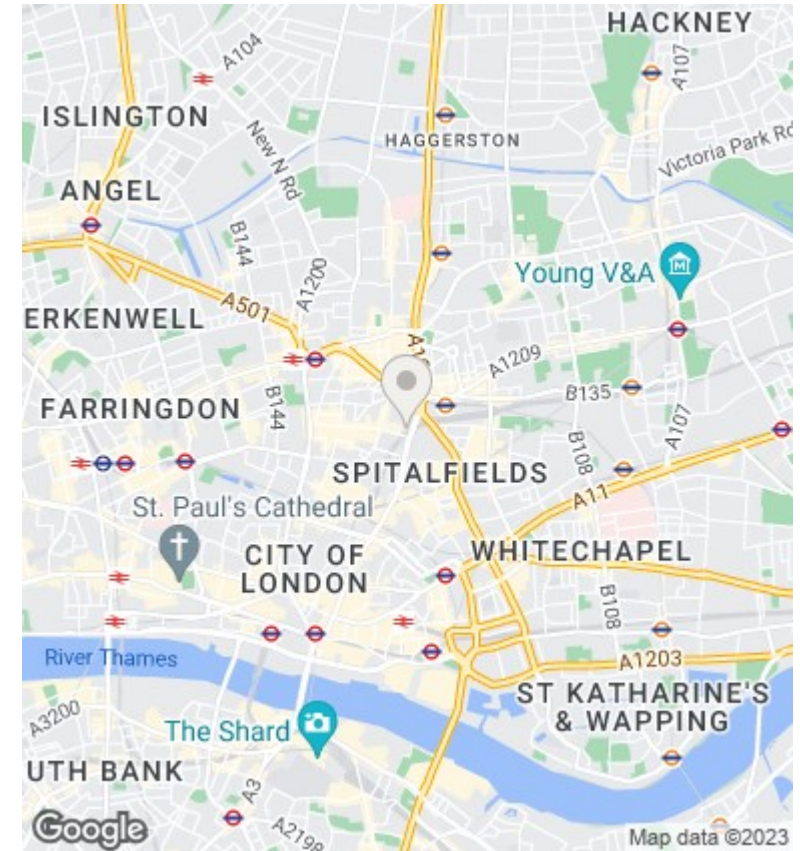 HACKNEY
A104
A107
ISLINGTON
New N Rd
HAGGERSTON
Victoria Park Rd
ANGEL
B144
A1200
Young V&A
A501
ERKENWELL
A10
A1209
B144
B135
FARRINGDON
A107
B108
SPITALFIELDS
A11
St. Paul's Cathedral
CITY OF
LONDON
WHITECHAPEL
B108
River Thames
A1203
A3200
The Shard
ST KATHARINE'S
& WAPPING
UTH BANK
A3
A2198
Google
Map data ©2023